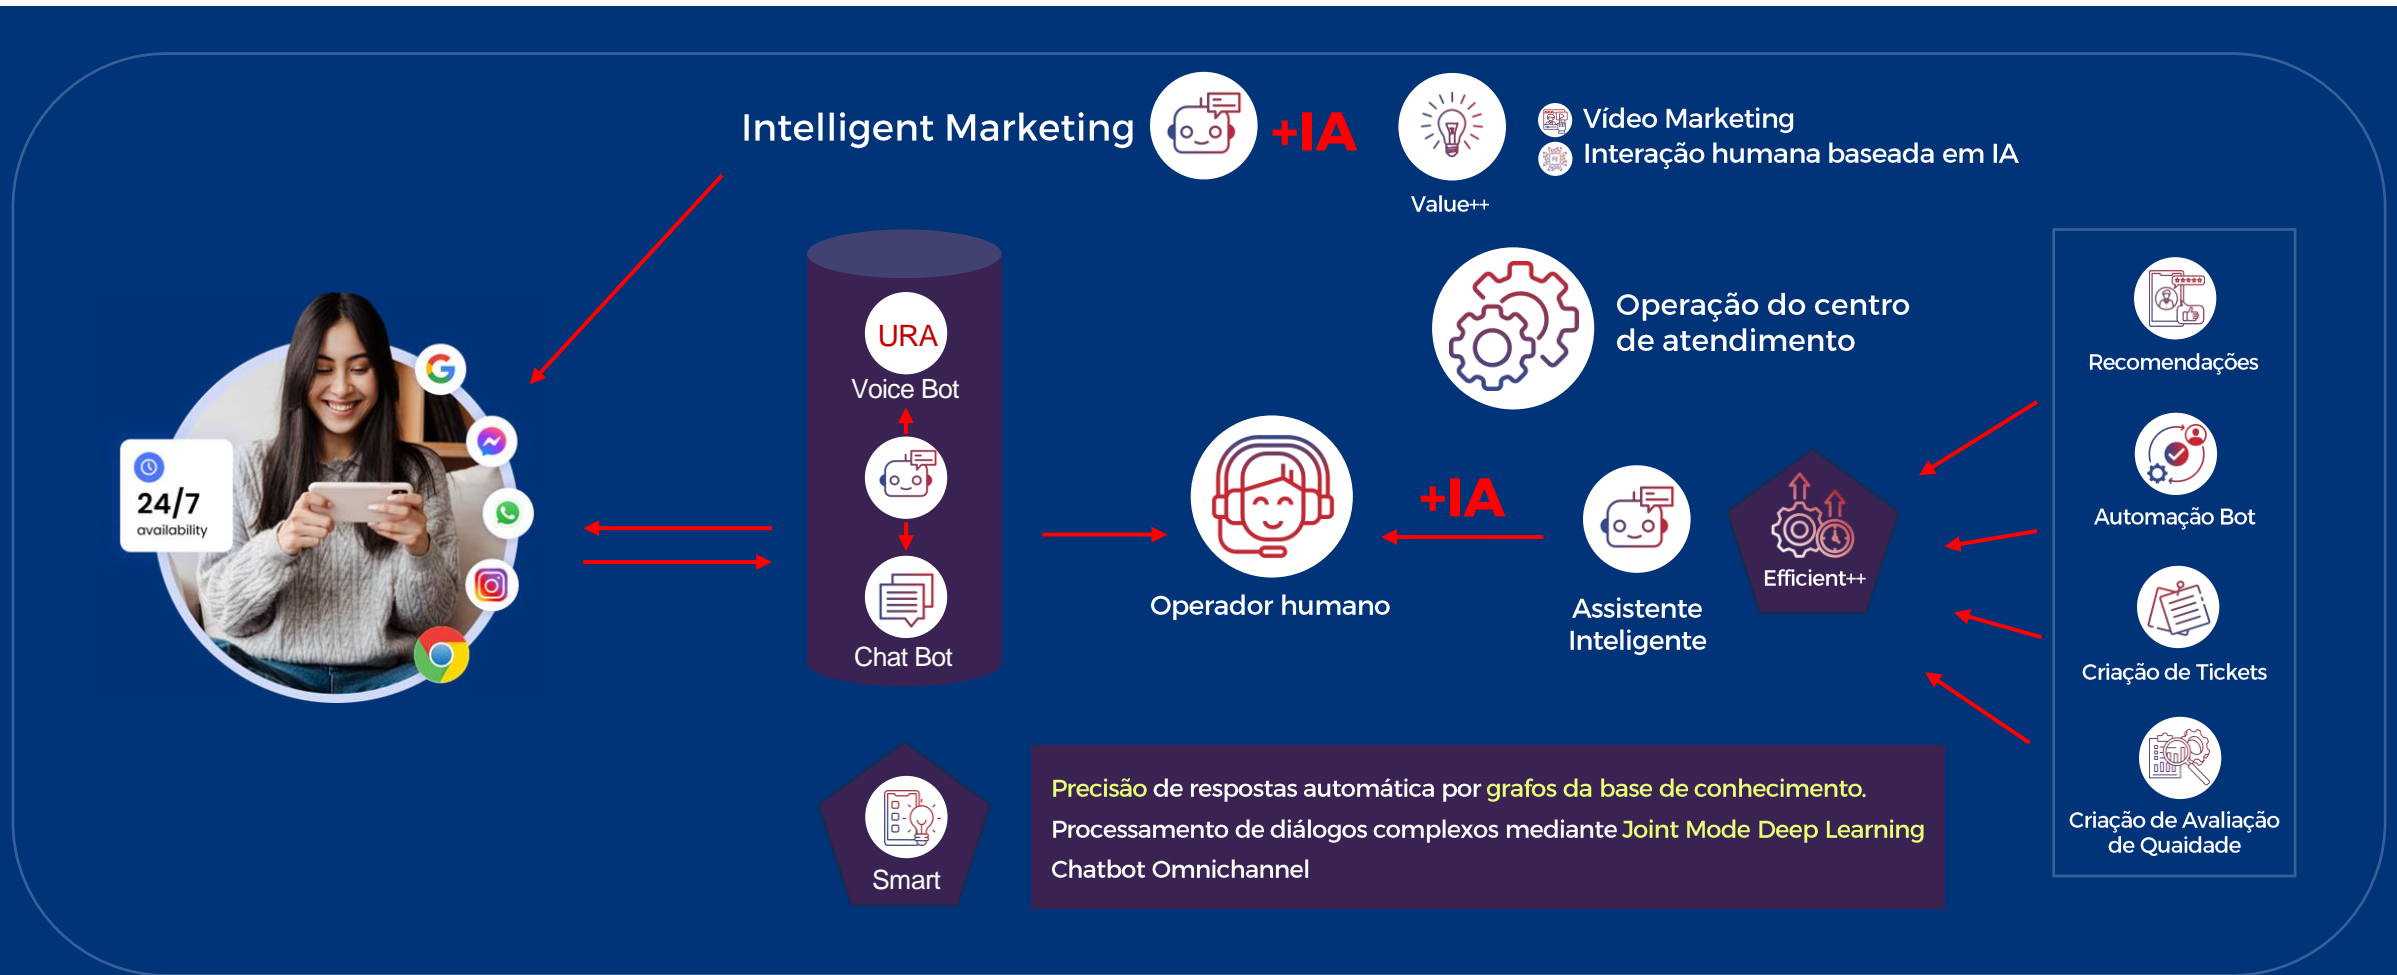 Intelligent Marketing
+IA
Value++
Vídeo Marketing
Interação humana baseada em IA
Operação do centro
de atendimento
24/7
availability
URA
Voice Bot
Chat Bot
Operador humano
+IA
Assistente
Inteligente
Efficient++
Recomendações
Automação Bot
Criação de Tickets
Criação de Avaliação
de Quaidade
Smart
Precisão de respostas automática por grafos da base de conhecimento.
Processamento de diálogos complexos mediante Joint Mode Deep Learning
Chatbot Omnichannel